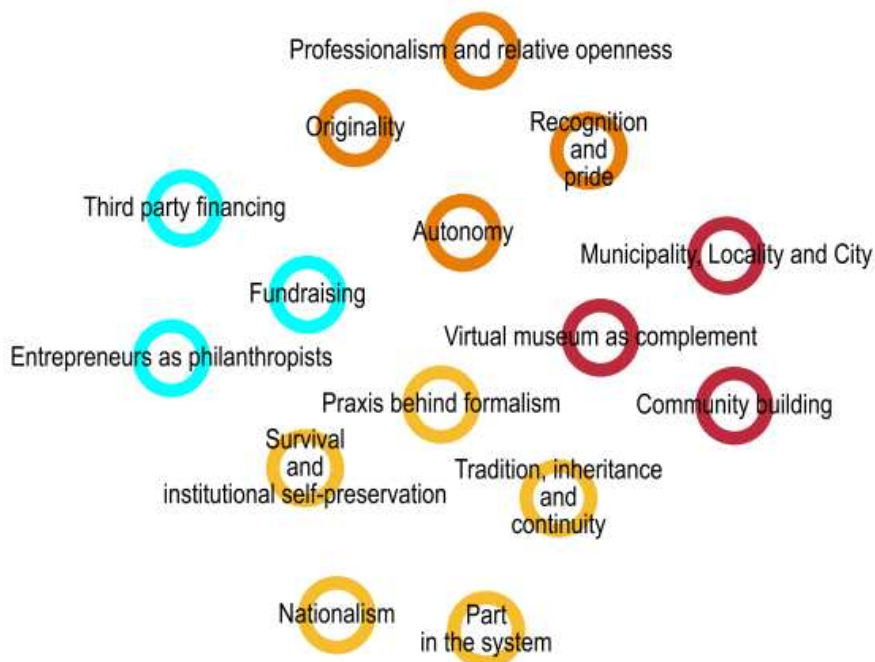 Professionalism and relative openness
Originality
Recognition
and
pride
Third party financing
Autonomy
Municipality, Locality and City
Fundraising
Virtual museum as complement
Entrepreneurs as philanthropists
Praxis behind formalism
Community building
Survival
and
institutional self-preservation
Tradition, inheritance
and
continuity
Nationalism
Part
in the system